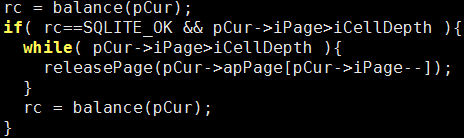 rc = balance(pCur);
if( rc==SQLITE_OK && pCur->iPage>iCellDepth ){
  while( pCur->iPage>iCellDepth ){
    releasePage(pCur->apPage[pCur->iPage--]);
  }
  rc = balance(pCur);
}